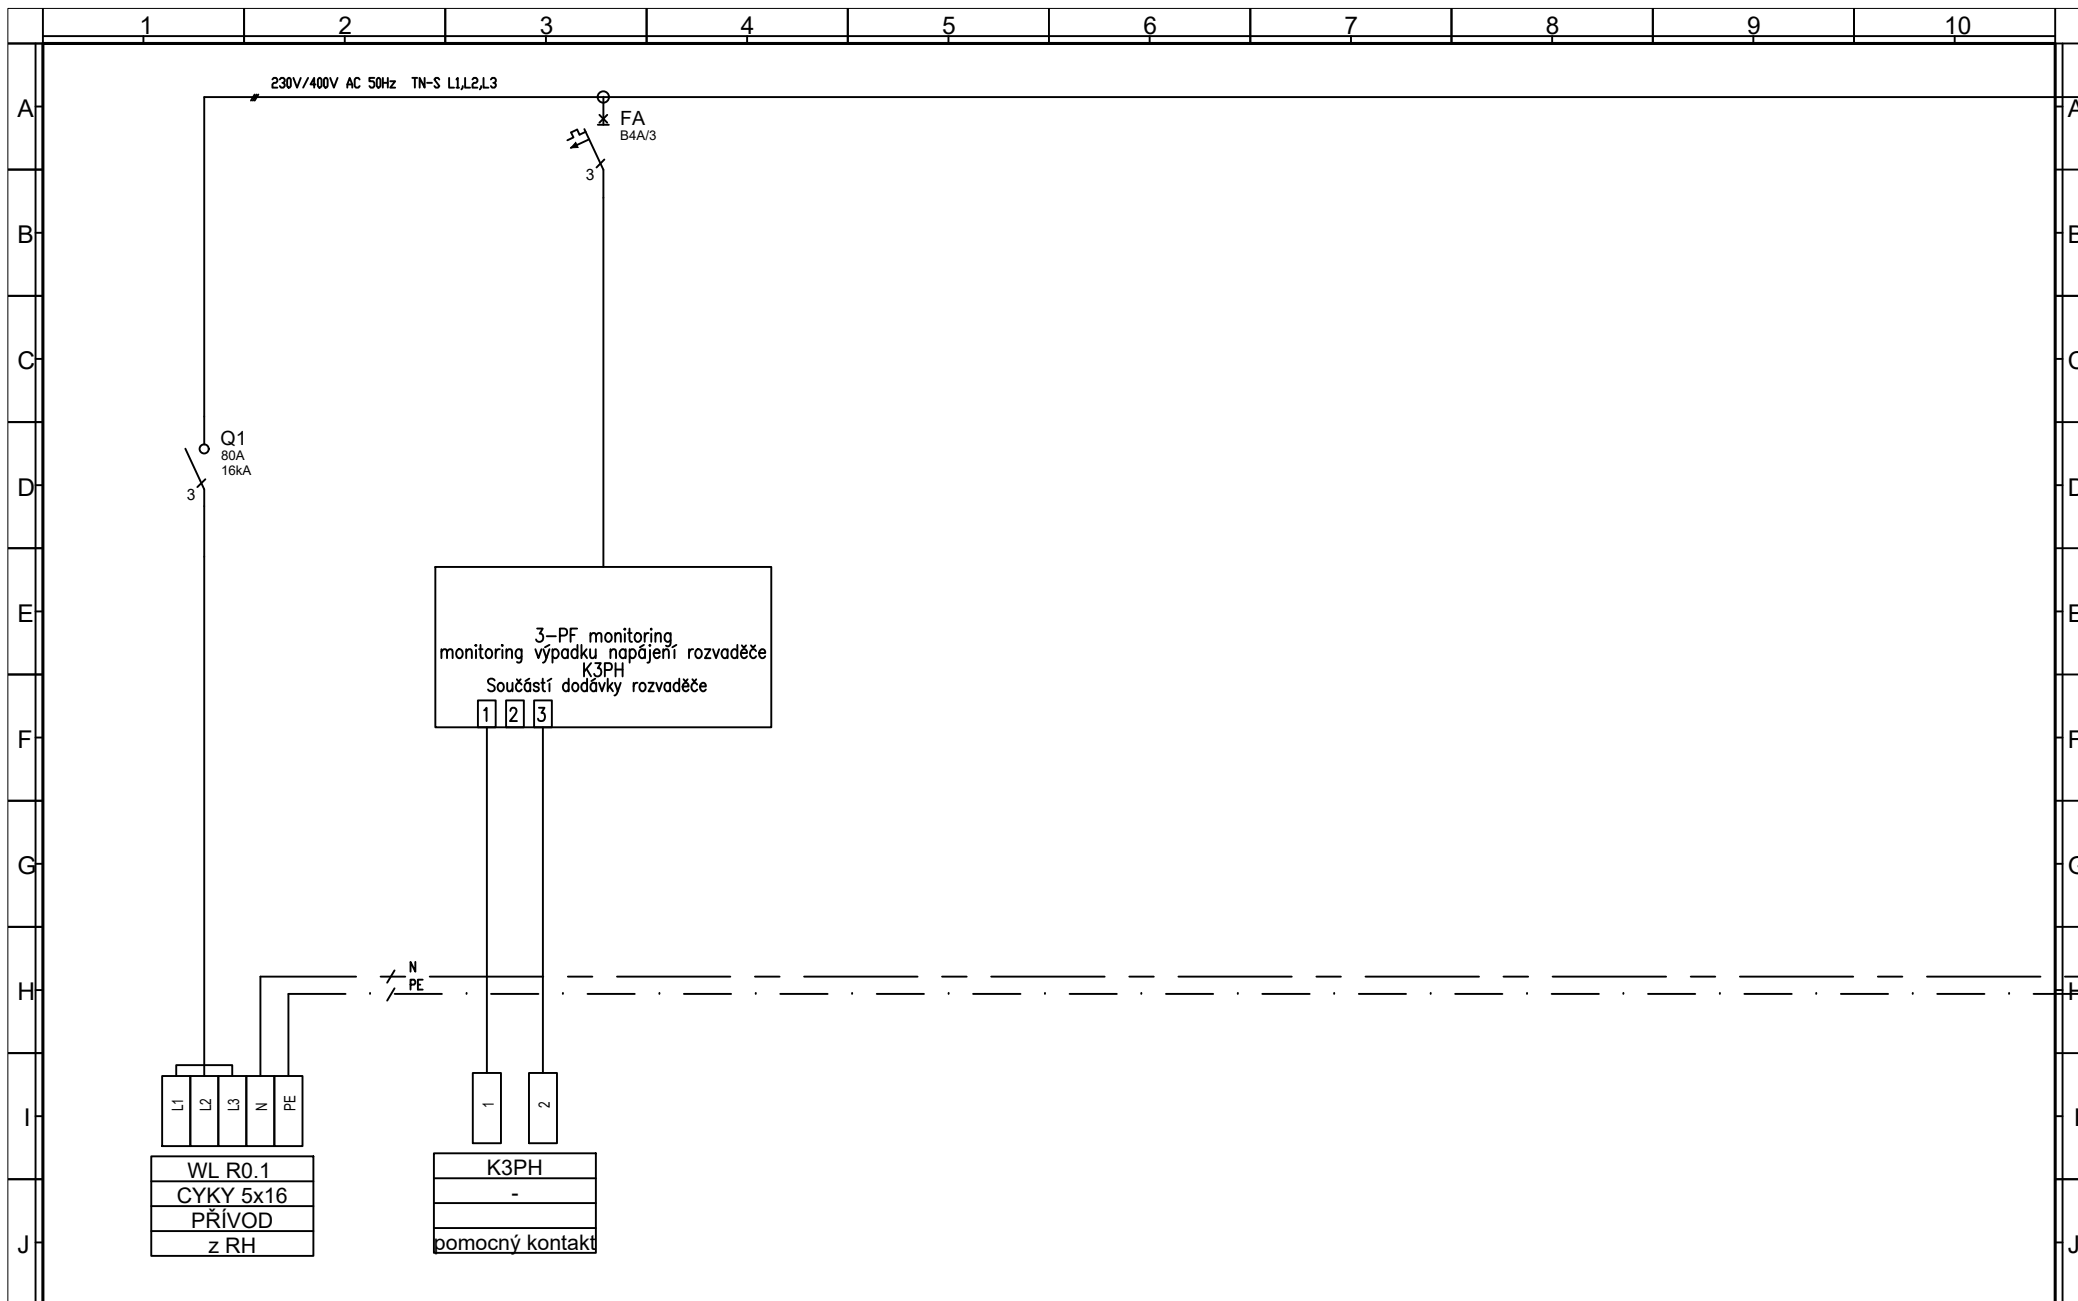 1 2 3 4 5 6 7 8 9 10
230V/400V AC 50Hz TN-S L1,L2,L3
A A
FA
B4A/3
3
B B
C C
Q1
80A
16kA
3
D D
E E
3-PF monitoring
monitoring výpadku napájení rozvaděče
K3PH
Součástí dodávky rozvaděče
1 2 3
F F
G G
N
PE
H H
I I
L1 L2 L3 N PE
1 2
WL R0.1
CYKY 5x16
PŘÍVOD
z RH
K3PH
-
pomocný kontakt
J J